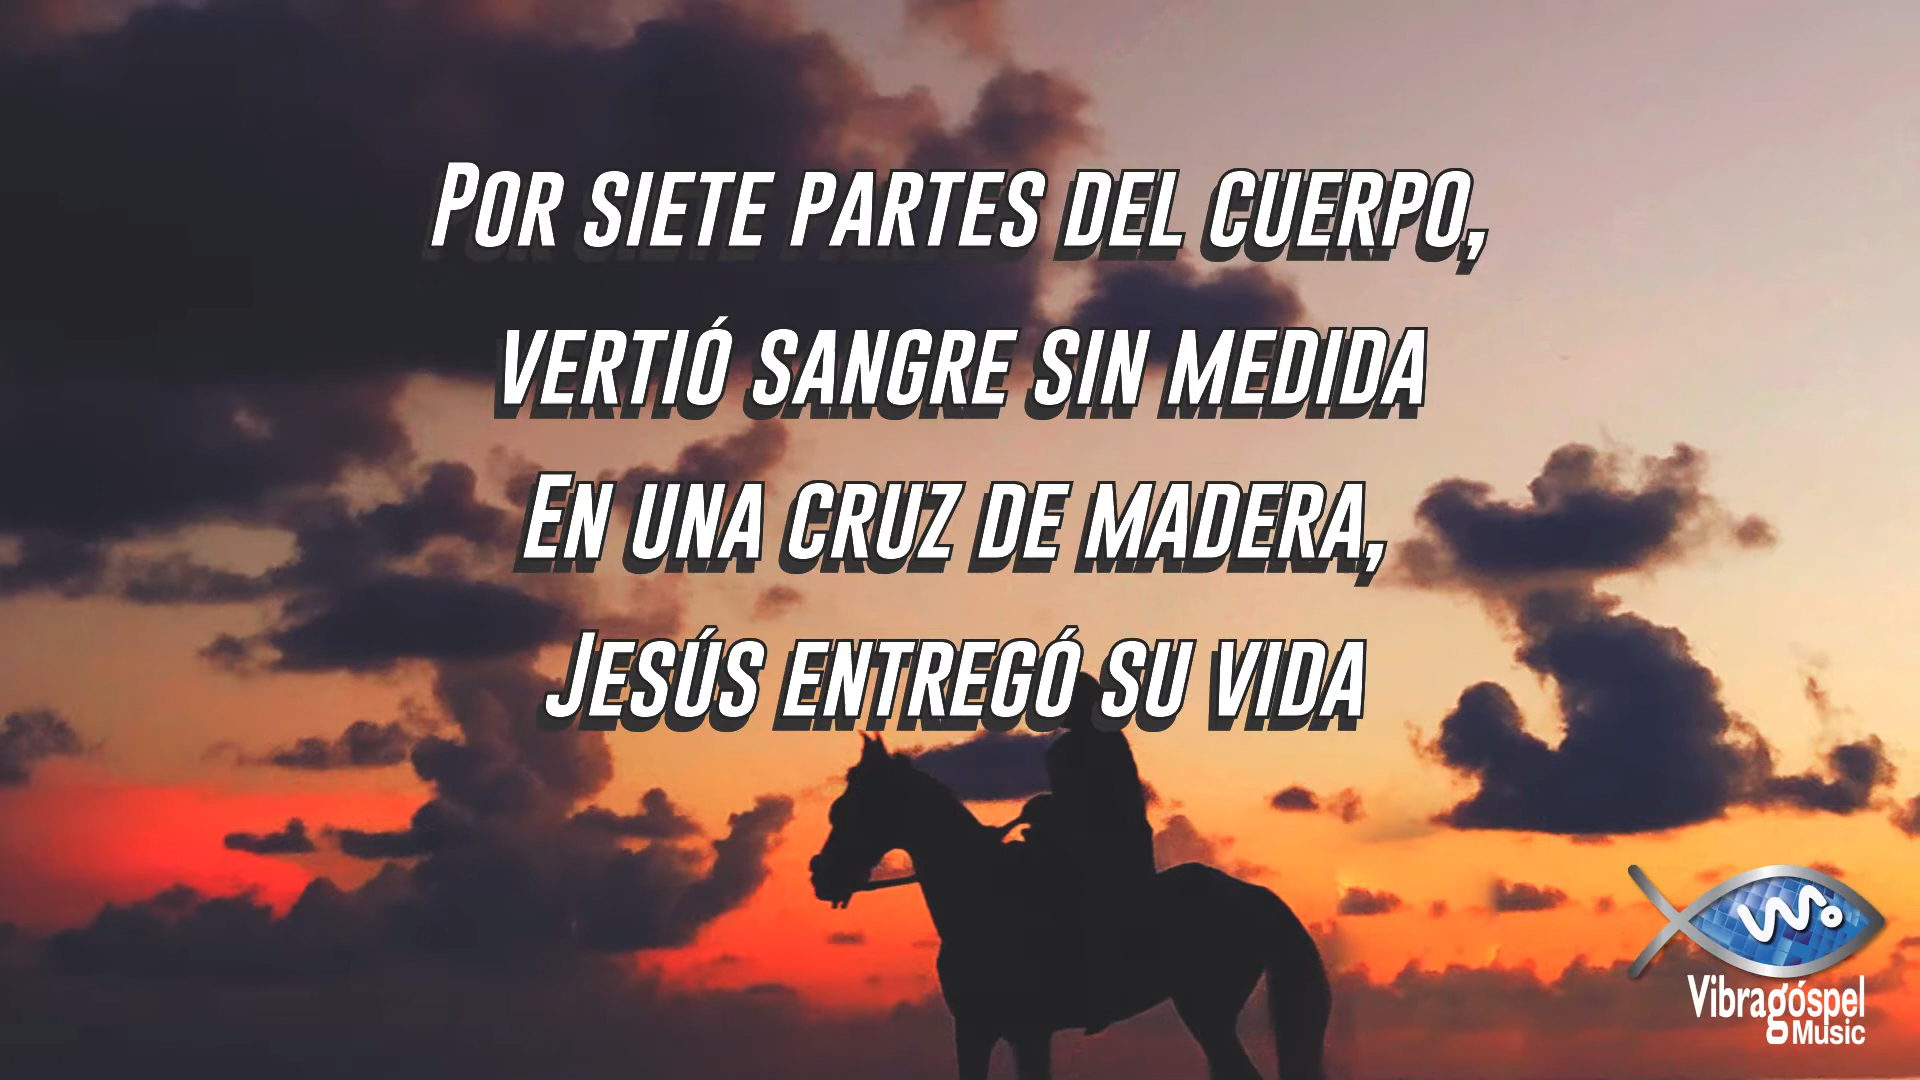 Por siete partes del cuerpo,
vertió sangre sin medida
En una cruz de madera,
Jesús entregó su vida
Vibragóspel
Music